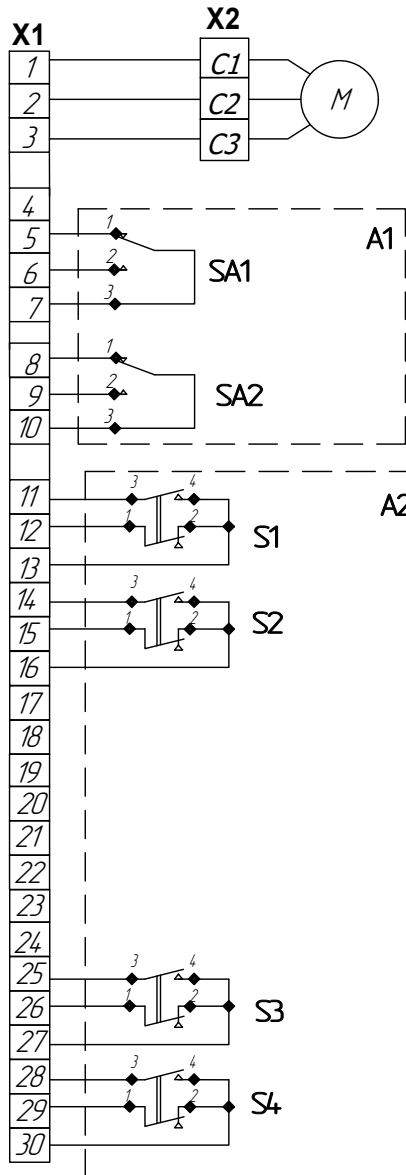 X1 X2
1 C1
2 C2 M
3 C3
4
5 1 A1
6 2 SA1
7 3
8 1
9 2 SA2
10 3
11 3 4 A2
12 1 2 S1
13
14 3 4
15 1 2 S2
16
17
18
19
20
21
22
23
24
25 3 4
26 1 2 S3
27
28 3 4
29 1 2 S4
30